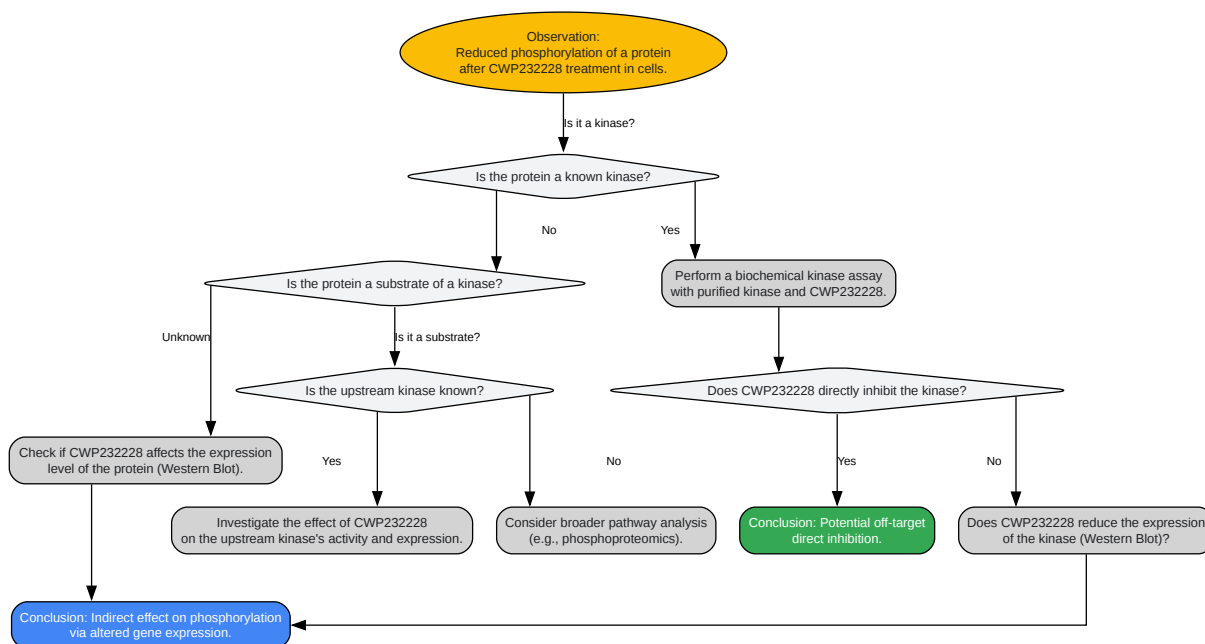 Observation:
Reduced phosphorylation of a protein
after CWP232228 treatment in cells.
Is it a kinase?
Is the protein a known kinase?
No
Yes
Is the protein a substrate of a kinase?
Perform a biochemical kinase assay
with purified kinase and CWP232228.
Unknown
Is it a substrate?
Is the upstream kinase known?
Does CWP232228 directly inhibit the kinase?
Check if CWP232228 affects the expression
level of the protein (Western Blot).
Yes
No
Yes
No
Investigate the effect of CWP232228
on the upstream kinase's activity and expression.
Consider broader pathway analysis
(e.g., phosphoproteomics).
Conclusion: Potential off-target
direct inhibition.
Does CWP232228 reduce the expression
of the kinase (Western Blot)?
Conclusion: Indirect effect on phosphorylation
via altered gene expression.